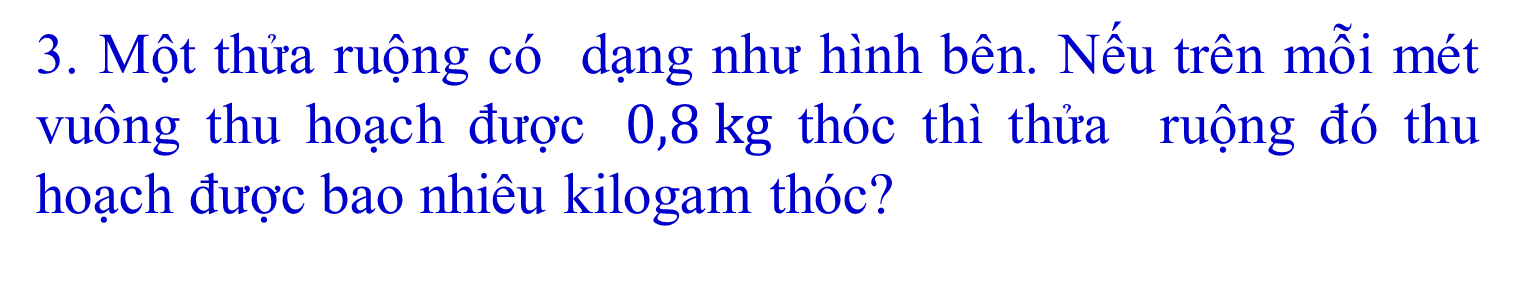 3. Một thửa ruộng có dạng như hình bên. Nếu trên mỗi mét
vuông thu hoạch được 0,8 kg thóc thì thửa ruộng đó thu
hoạch được bao nhiêu kilogam thóc?